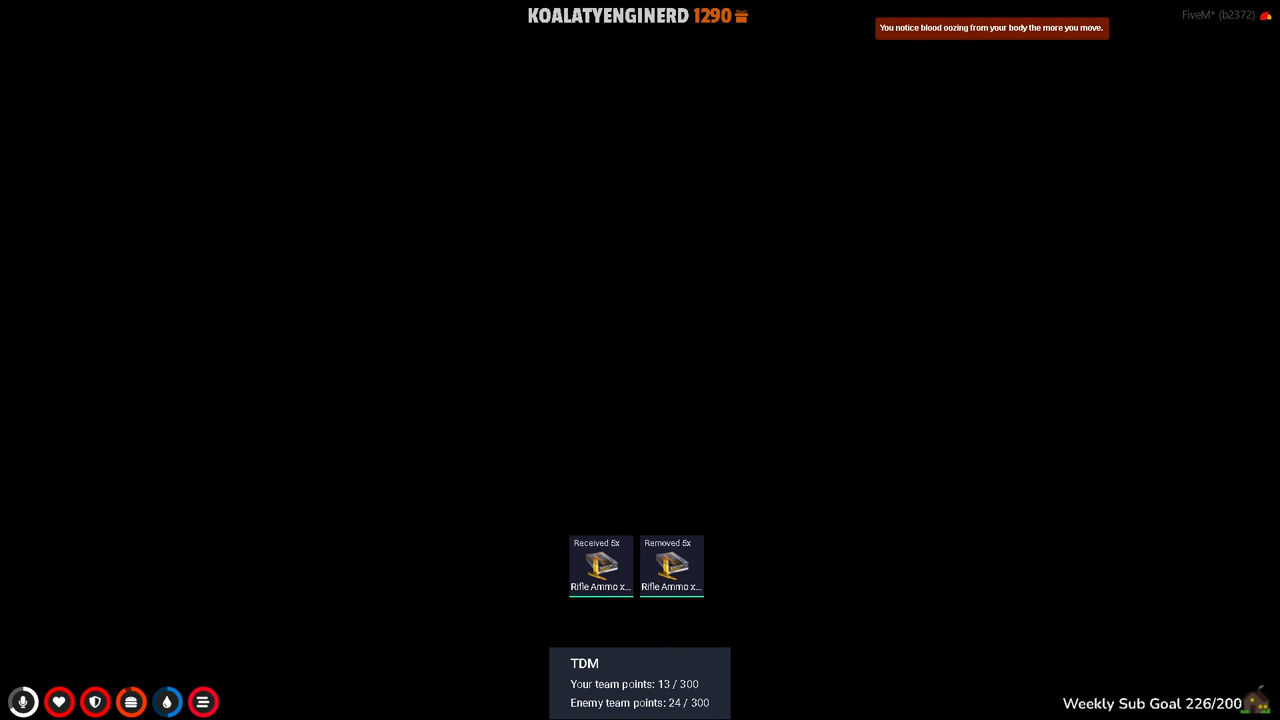 KOALATYENGINERD 1290
You notice blood oozing from your body the more you move.
FiveM* (b2372)
Received 5x
Rifle Ammo x...
Removed 5x
Rifle Ammo x...
TDM
Your team points: 13 / 300
Enemy team points: 24 / 300
Weekly Sub Goal 226/200